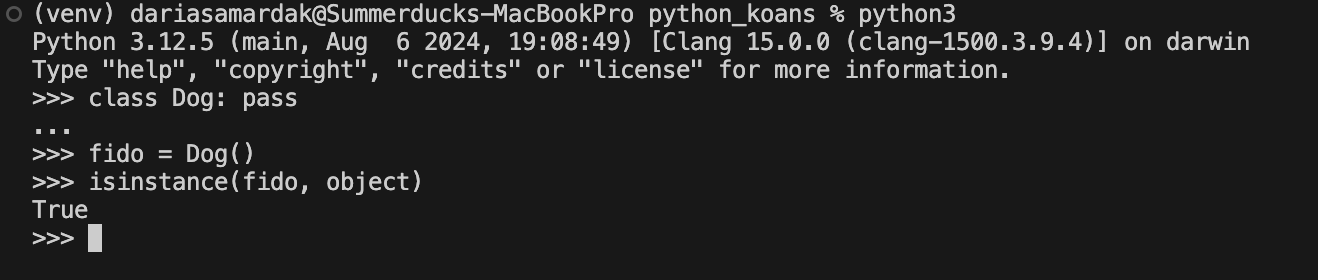 (venv) dariasamardak@Summerducks-MacBookPro python_koans % python3
Python 3.12.5 (main, Aug  6 2024, 19:08:49) [Clang 15.0.0 (clang-1500.3.9.4)] on darwin
Type "help", "copyright", "credits" or "license" for more information.
>>> class Dog: pass
...
>>> fido = Dog()
>>> isinstance(fido, object)
True
>>>